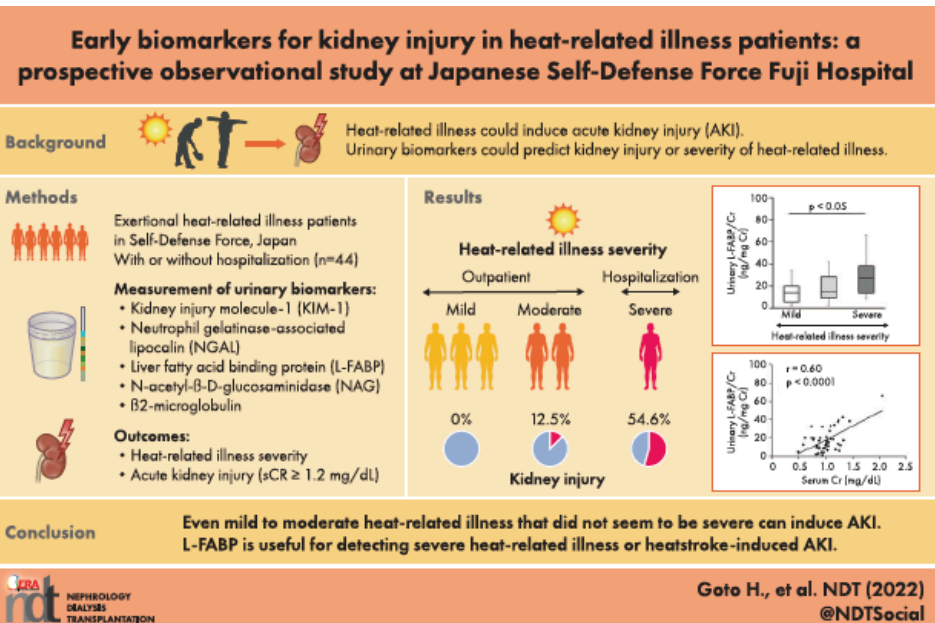 Early biomarkers for kidney injury in heat-related illness patients: a
prospective observational study at Japanese Self-Defense Force Fuji Hospital
Background
Heat-related illness could induce acute kidney injury (AKI).
Urinary biomarkers could predict kidney injury or severity of heat-related illness.
Methods
Exertional heat-related illness patients
in Self-Defense Force, Japan
With or without hospitalization (n=44)
Measurement of urinary biomarkers:
• Kidney injury molecule-1 (KIM-1)
• Neutrophil gelatinase-associated
lipocalin (NGAL)
• Liver fatty acid binding protein (L-FABP)
• N-acetyl-ß-D-glucosaminidase (NAG)
• ß2-microglobulin
Outcomes:
• Heat-related illness severity
• Acute kidney injury (sCR ≥ 1.2 mg/dL)
Results
Heat-related illness severity
Outpatient Hospitalization
Mild Moderate Severe
0% 12.5% 54.6%
Kidney injury
Urinary L-FABP/Cr
(ng/mg Cr)
100
80
60
40
20
0
p < 0.05
Mild Severe
Heat-related illness severity
Urinary L-FABP/Cr
(ng/mg Cr)
100
80
60
40
20
0
r = 0.60
p < 0.0001
0 0.5 1.0 1.5 2.0 2.5
Serum Cr (mg/dL)
Conclusion
Even mild to moderate heat-related illness that did not seem to be severe can induce AKI.
L-FABP is useful for detecting severe heat-related illness or heatstroke-induced AKI.
ERA
ndt
NEPHROLOGY
DIALYSIS
TRANSPLANTATION
Goto H., et al. NDT (2022)
@NDTSocial